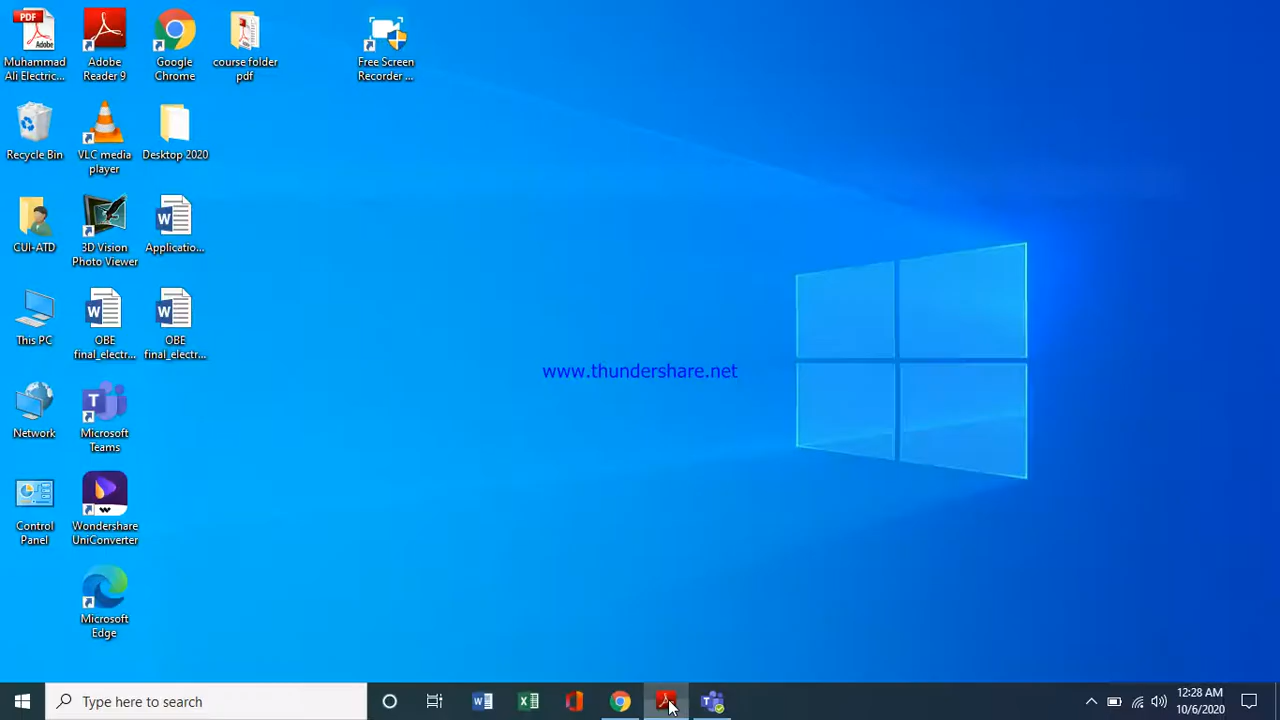 PDF
Adobe
Muhammad
Ali Electric...
Adobe
Reader 9
Google
Chrome
course folder
pdf
Free Screen
Recorder ...
Recycle Bin
VLC media
player
Desktop 2020
CUI-ATD
3D Vision
Photo Viewer
Applicatio...
This PC
OBE
final_electr...
OBE
final_electr...
www.thundershare.net
Network
Microsoft
Teams
Control
Panel
Wondershare
UniConverter
Microsoft
Edge
Type here to search
12:28 AM
10/6/2020